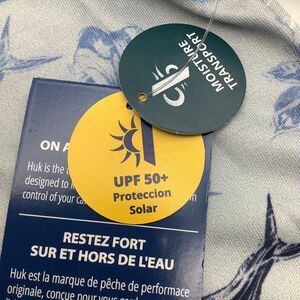 MOISTURE
TRANSPORT
UPF 50+
Proteccion
Solar
ON A
Huk is the
designed to
control of your
RESTEZ FORT
SUR ET HORS DE L'EAU
Huk est la marque de pêche de performace
originale, conçue pour vous